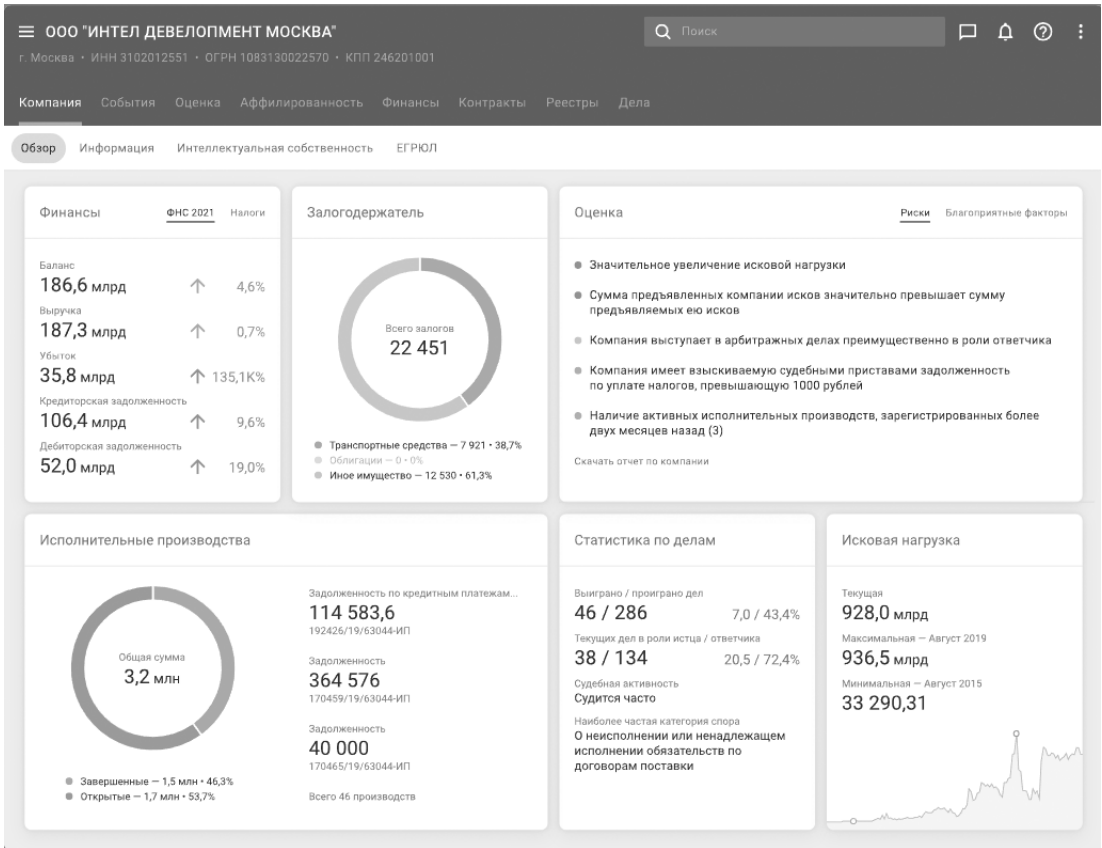 ООО "ИНТЕЛ ДЕВЕЛОПМЕНТ МОСКВА"
Поиск
г. Москва • ИНН 3102012551 • ОГРН 1083130022570 • КПП 246201001
Компания События Оценка Аффилированность Финансы Контракты Реестры Дела
Обзор Информация Интеллектуальная собственность ЕГРЮЛ
Финансы ФНС 2021 Налоги
Баланс
186,6 млрд ↑ 4,6%
Выручка
187,3 млрд ↑ 0,7%
Убыток
35,8 млрд ↑ 135,1К%
Кредиторская задолженность
106,4 млрд ↑ 9,6%
Дебиторская задолженность
52,0 млрд ↑ 19,0%
Залогодержатель
Всего залогов
22 451
Транспортные средства — 7 921 • 38,7%
Облигации — 0 • 0%
Иное имущество — 12 530 • 61,3%
Оценка Риски Благоприятные факторы
Значительное увеличение исковой нагрузки
Сумма предъявленных компании исков значительно превышает сумму
предъявляемых ею исков
Компания выступает в арбитражных делах преимущественно в роли ответчика
Компания имеет взыскиваемую судебными приставами задолженность
по уплате налогов, превышающую 1000 рублей
Наличие активных исполнительных производств, зарегистрированных более
двух месяцев назад (3)
Скачать отчет по компании
Исполнительные производства
Общая сумма
3,2 млн
Завершенные — 1,5 млн • 46,3%
Открытые — 1,7 млн • 53,7%
Задолженность по кредитным платежам...
114 583,6
192426/19/63044-ИП
Задолженность
364 576
170459/19/63044-ИП
Задолженность
40 000
170465/19/63044-ИП
Всего 46 производств
Статистика по делам
Выиграно / проиграно дел
46 / 286 7,0 / 43,4%
Текущих дел в роли истца / ответчика
38 / 134 20,5 / 72,4%
Судебная активность
Судится часто
Наиболее частая категория спора
О неисполнении или ненадлежащем
исполнении обязательств по
договорам поставки
Исковая нагрузка
Текущая
928,0 млрд
Максимальная — Август 2019
936,5 млрд
Минимальная — Август 2015
33 290,31